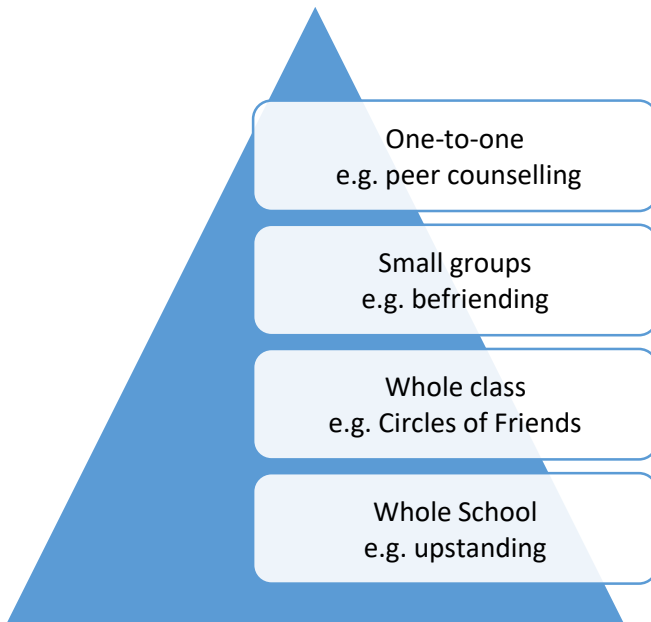 One-to-one
e.g. peer counselling
Small groups
e.g. befriending
Whole class
e.g. Circles of Friends
Whole School
e.g. upstanding